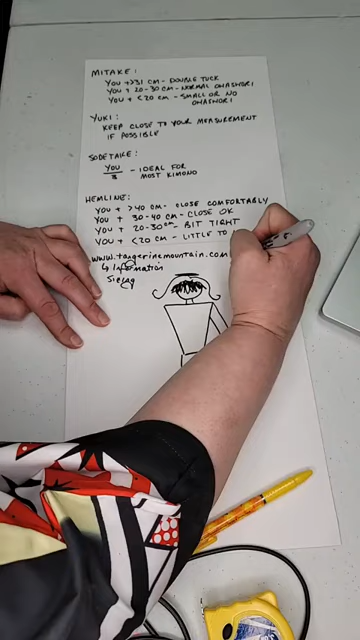 MITAKE:
YOU +>31 CM - DOUBLE TUCK
YOU + 20-30 CM - NORMAL OHASHORI
YOU + <20 CM - SMALL OR NO
OHASHORI
YUKI:
KEEP CLOSE TO YOUR MEASUREMENT
IF POSSIBLE
SODETAKE:
YOU - IDEAL FOR
MOST KIMONO
HEMLINE:
YOU + >40 CM - CLOSE COMFORTABLY
YOU + 30-40 CM - CLOSE OK
YOU + 20-30 CM - BIT TIGHT
YOU + <20 CM - LITTLE TO
www.tangerinemountain.com
↳ Information